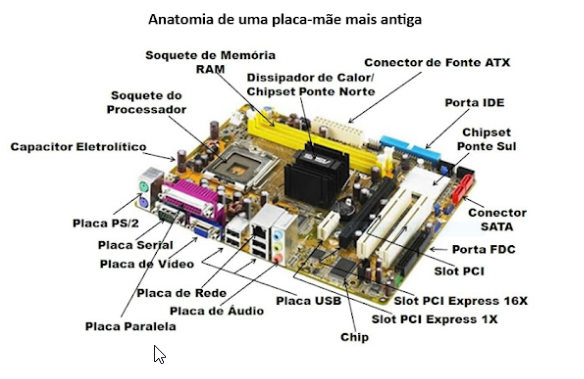 Anatomia de uma placa-mãe mais antiga
Soquete de Memória
RAM
Dissipador de Calor/
Chipset Ponte Norte
Conector de Fonte ATX
Soquete do
Processador
Porta IDE
Chipset
Ponte Sul
Capacitor Eletrolítico
Placa PS/2
Conector
SATA
Placa Serial
Porta FDC
Placa de Vídeo
Slot PCI
Placa de Rede
Placa USB
Slot PCI Express 16X
Placa de Áudio
Slot PCI Express 1X
Placa Paralela
Chip